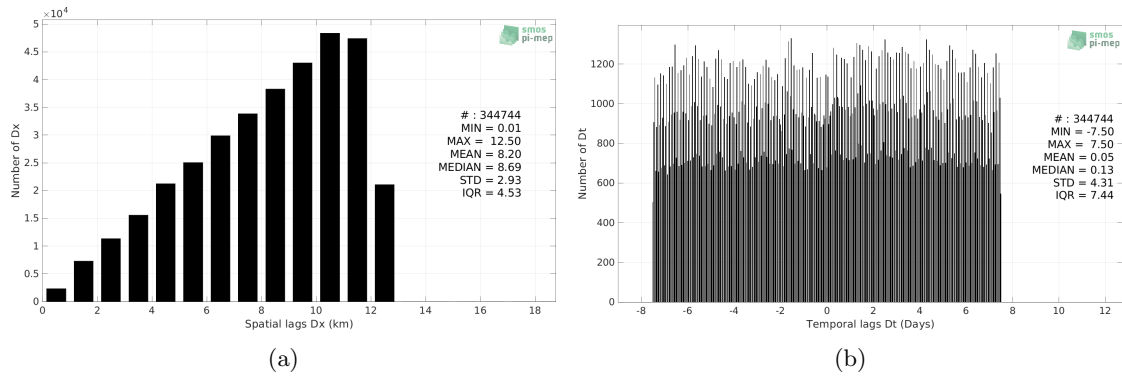 ×10⁴
5
4.5
4
3.5
3
2.5
2
1.5
1
0.5
0
Number of Dx
0 2 4 6 8 10 12 14 16 18
Spatial lags Dx (km)
smos
pi-mep
# : 344744
MIN = 0.01
MAX = 12.50
MEAN = 8.20
MEDIAN = 8.69
STD = 2.93
IQR = 4.53
(a)
1200
1000
800
600
400
200
0
Number of Dt
-8 -6 -4 -2 0 2 4 6 8 10 12
Temporal lags Dt (Days)
smos
pi-mep
# : 344744
MIN = -7.50
MAX = 7.50
MEAN = 0.05
MEDIAN = 0.13
STD = 4.31
IQR = 7.44
(b)